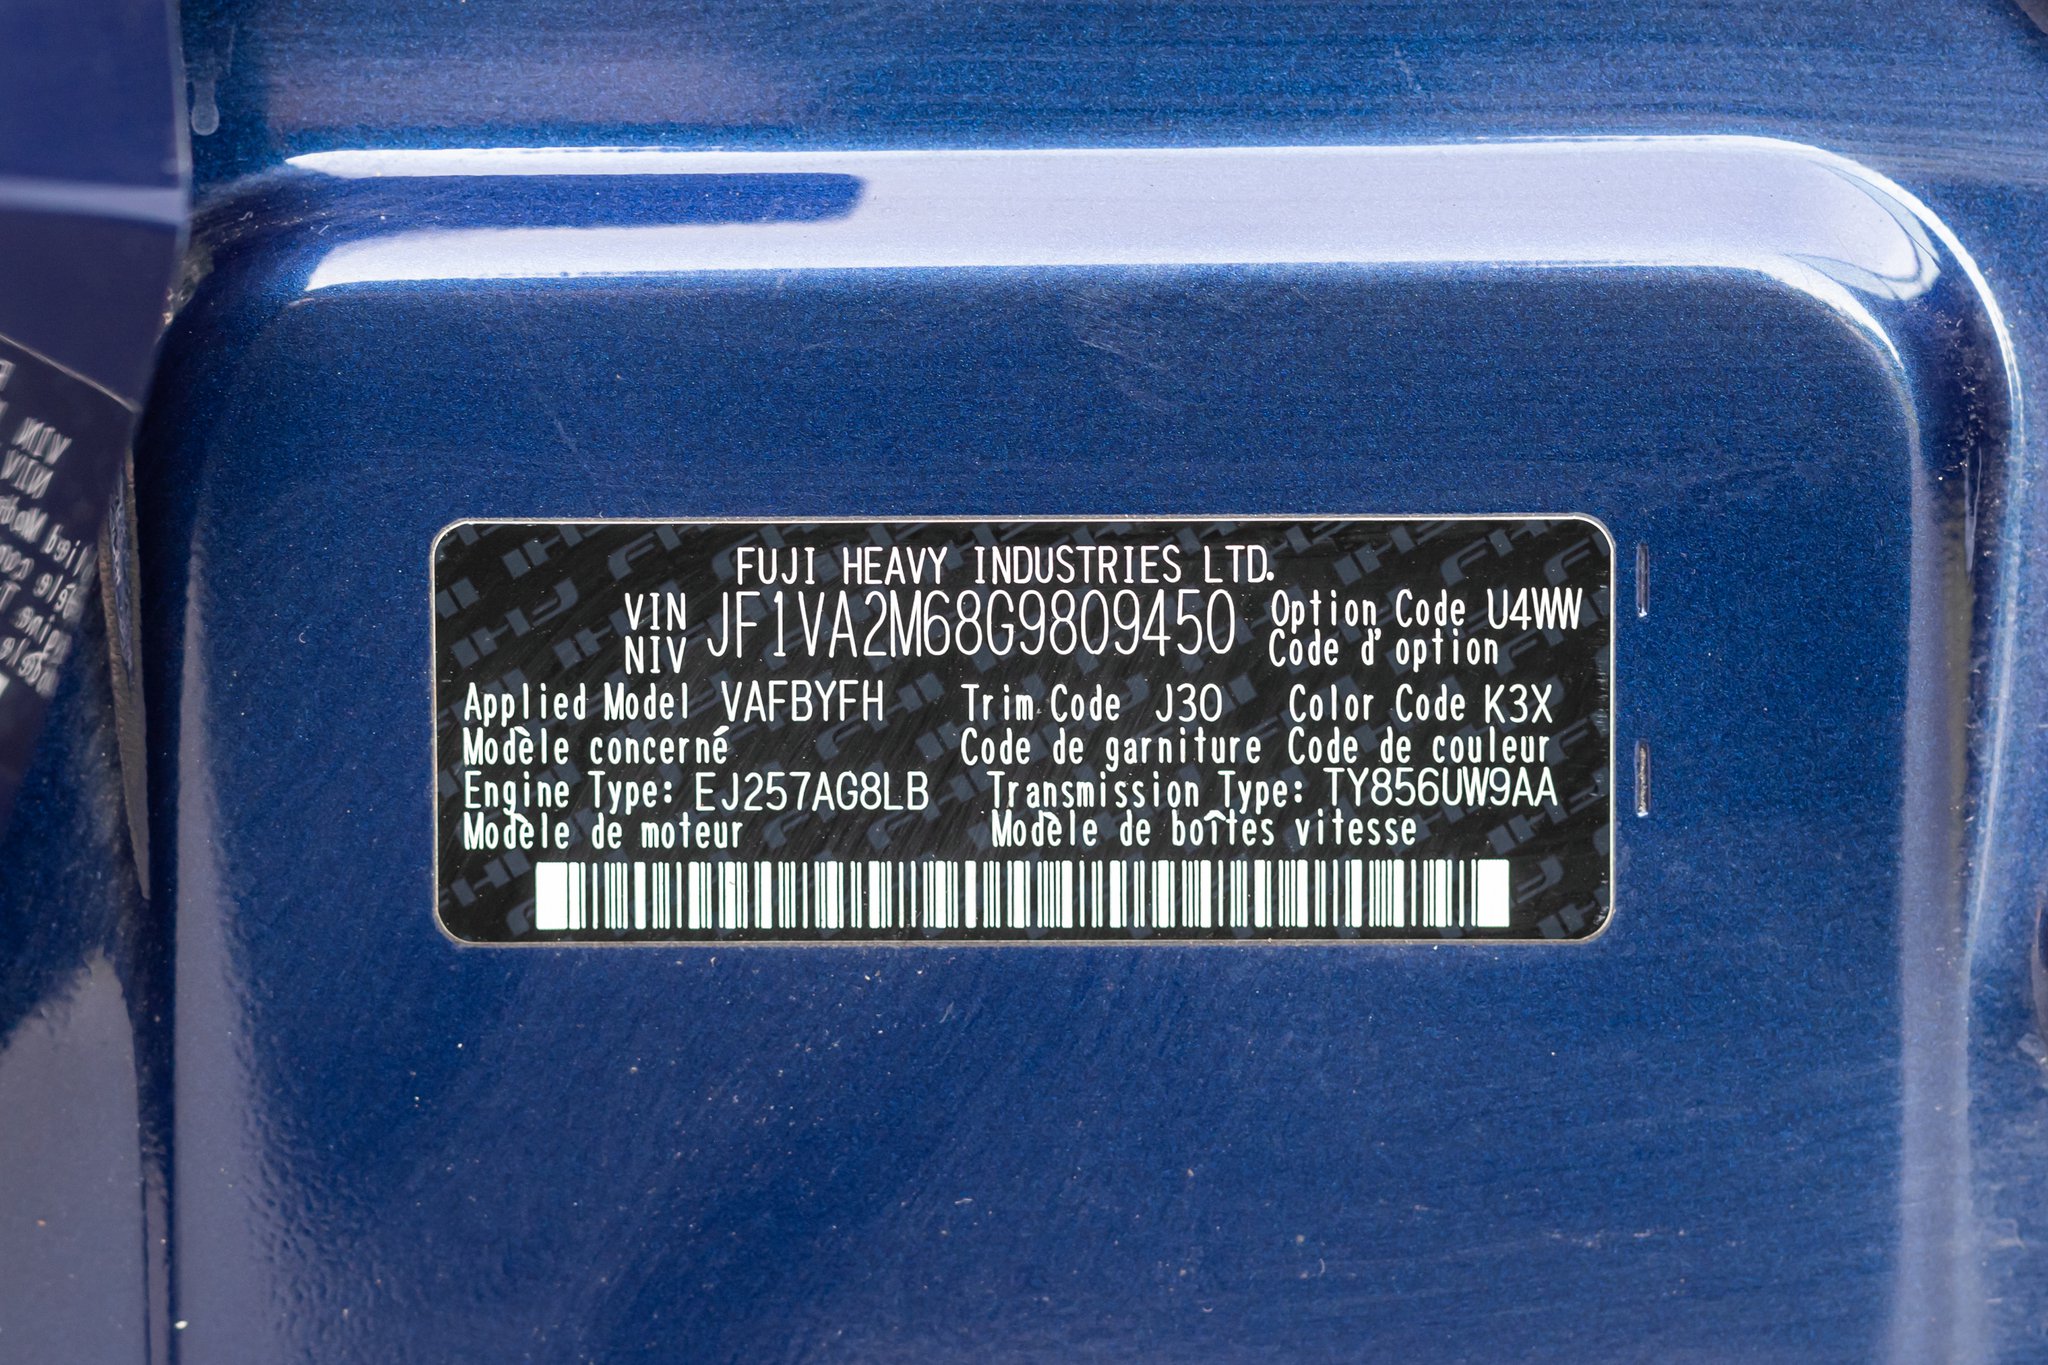 FUJI HEAVY INDUSTRIES LTD.
VIN JF1VA2M68G9809450 Option Code U4WW
NIV Code d'option
Applied Model VAFBYFH Trim Code J30 Color Code K3X
Modèle concerné Code de garniture Code de couleur
Engine Type: EJ257AG8LB Transmission Type: TY856UW9AA
Modèle de moteur Modèle de boîtes vitesse